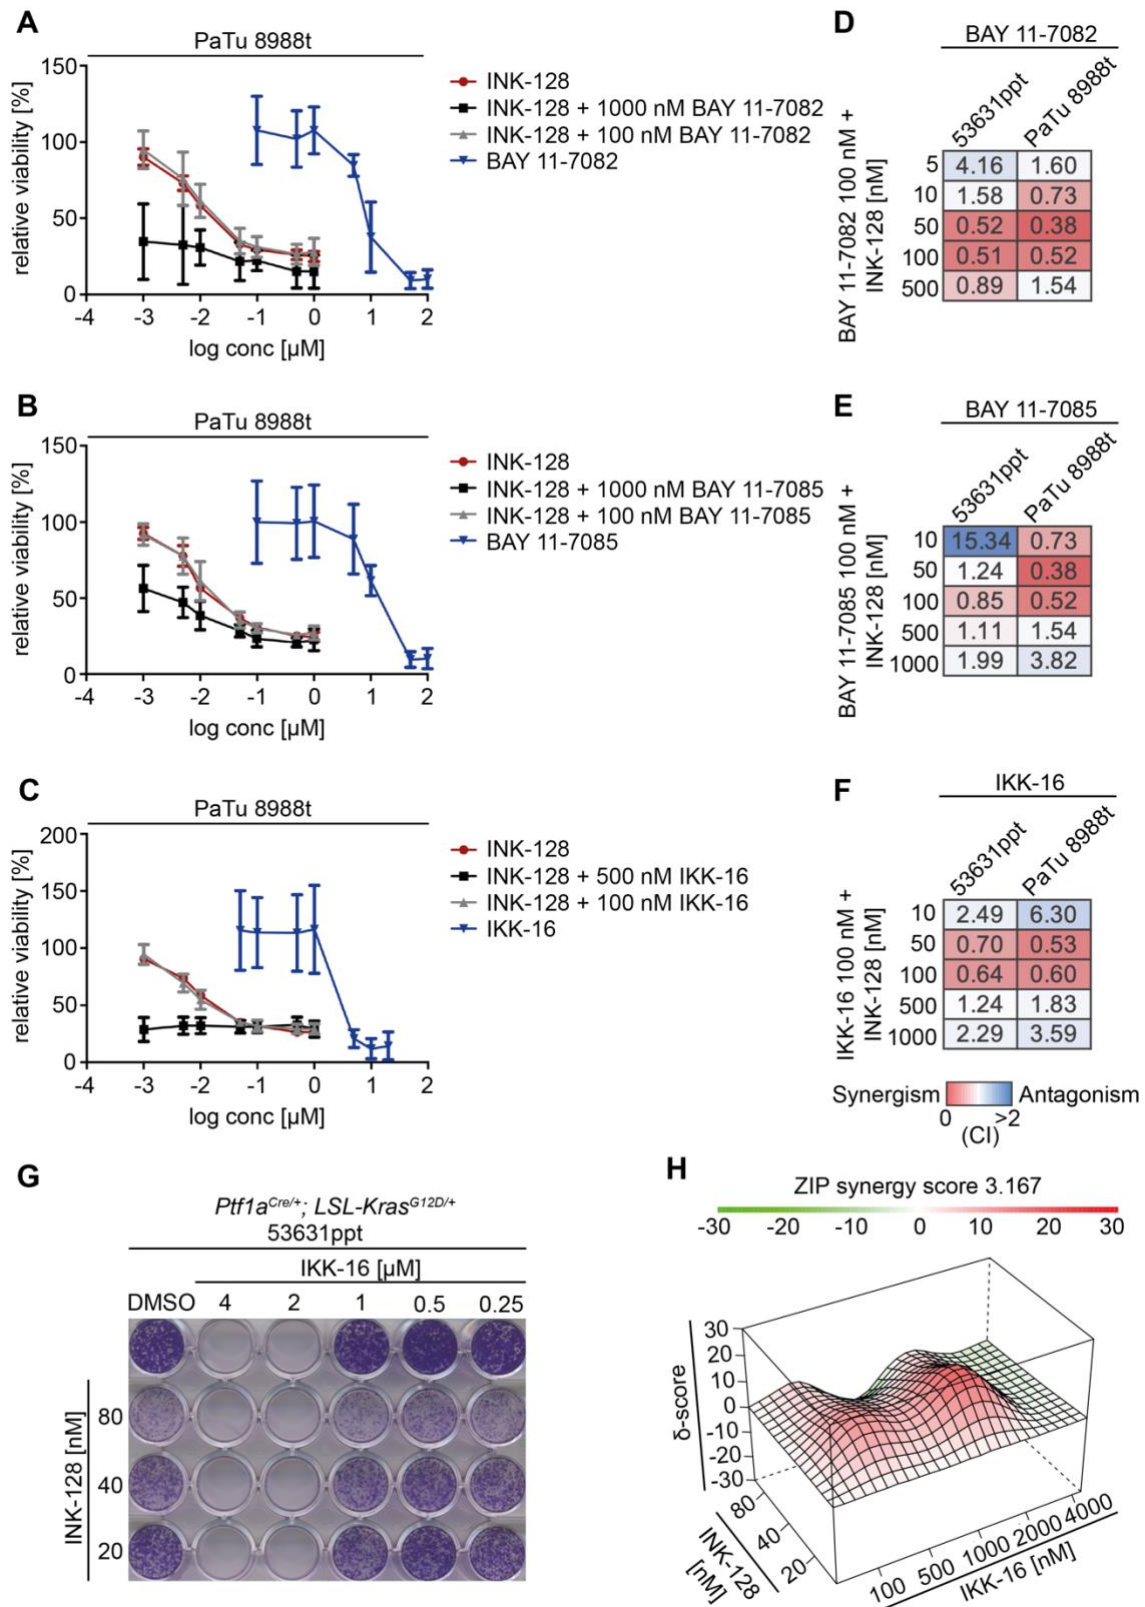 A
PaTu 8988t
150
100
50
0
relative viability [%]
-4 -3 -2 -1 0 1 2
log conc [µM]
INK-128
INK-128 + 1000 nM BAY 11-7082
INK-128 + 100 nM BAY 11-7082
BAY 11-7082
D
BAY 11-7082
53631ppt PaTu 8988t
BAY 11-7082 100 nM +
INK-128 [nM]
5 4.16 1.60
10 1.58 0.73
50 0.52 0.38
100 0.51 0.52
500 0.89 1.54
B
PaTu 8988t
150
100
50
0
relative viability [%]
-4 -3 -2 -1 0 1 2
log conc [µM]
INK-128
INK-128 + 1000 nM BAY 11-7085
INK-128 + 100 nM BAY 11-7085
BAY 11-7085
E
BAY 11-7085
53631ppt PaTu 8988t
BAY 11-7085 100 nM +
INK-128 [nM]
10 15.34 0.73
50 1.24 0.38
100 0.85 0.52
500 1.11 1.54
1000 1.99 3.82
C
PaTu 8988t
200
150
100
50
0
relative viability [%]
-4 -3 -2 -1 0 1 2
log conc [µM]
INK-128
INK-128 + 500 nM IKK-16
INK-128 + 100 nM IKK-16
IKK-16
F
IKK-16
53631ppt PaTu 8988t
IKK-16 100 nM +
INK-128 [nM]
10 2.49 6.30
50 0.70 0.53
100 0.64 0.60
500 1.24 1.83
1000 2.29 3.59
Synergism Antagonism
0 >2
(CI)
G
Ptf1aCre/+; LSL-KrasG12D/+
53631ppt
IKK-16 [µM]
DMSO 4 2 1 0.5 0.25
INK-128 [nM]
80
40
20
H
ZIP synergy score 3.167
-30 -20 -10 0 10 20 30
δ-score
30
20
10
0
-10
-20
-30
80
40
20
INK-128
[nM]
100 500 1000 2000 4000
IKK-16 [nM]